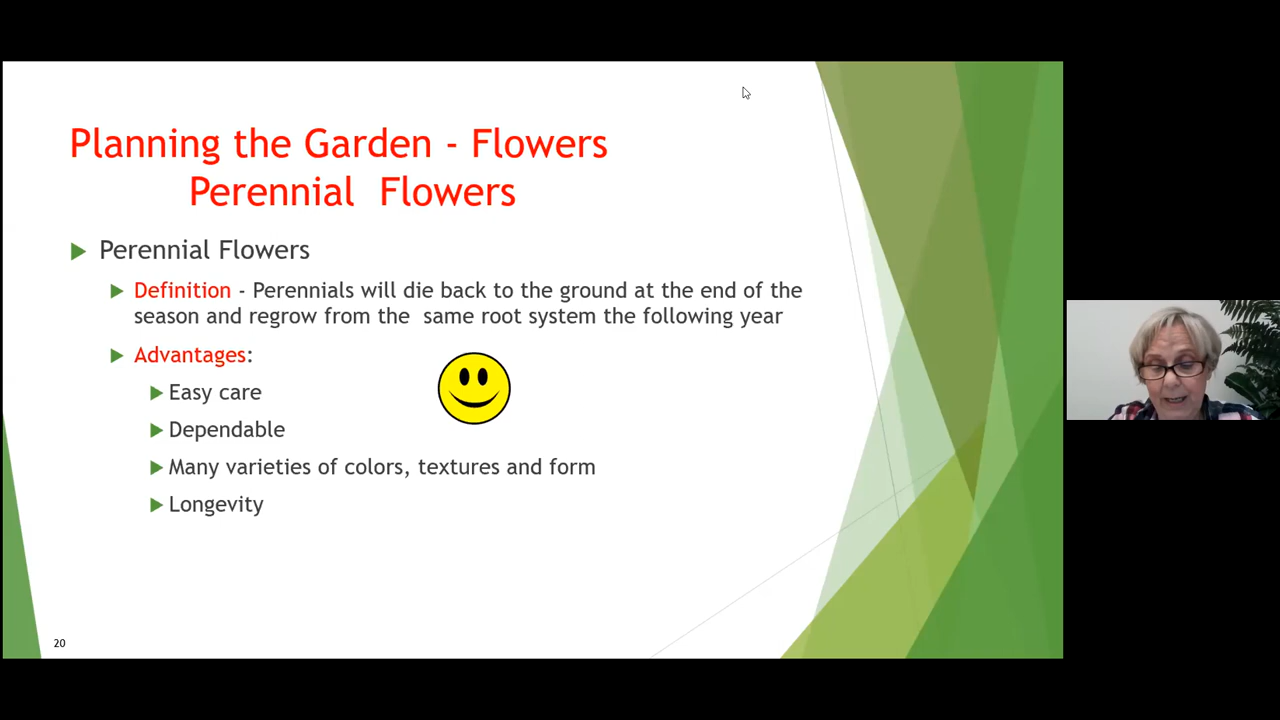 Planning the Garden - Flowers
Perennial Flowers
Perennial Flowers
Definition - Perennials will die back to the ground at the end of the
season and regrow from the same root system the following year
Advantages:
Easy care
Dependable
Many varieties of colors, textures and form
Longevity
20